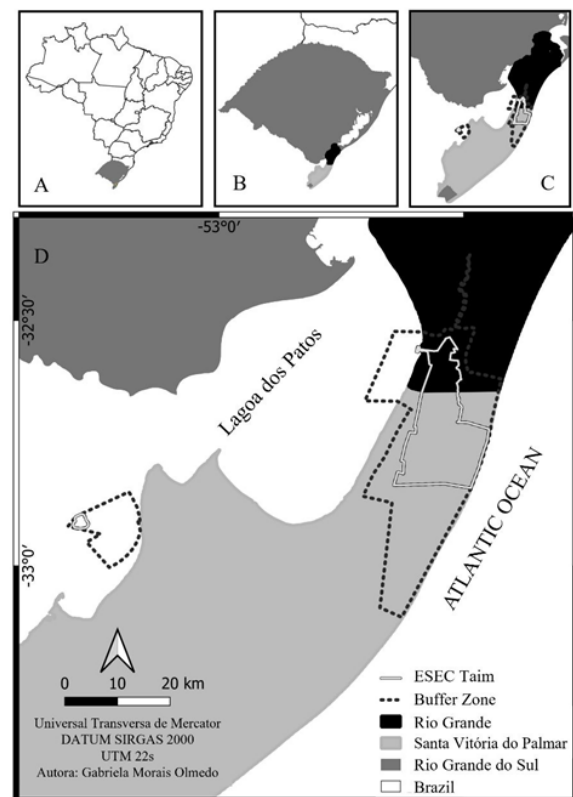 A
B
C
D
-53°0'
-32°30'
-33°0'
Lagoa dos Patos
ATLANTIC OCEAN
0 10 20 km
Universal Transversa de Mercator
DATUM SIRGAS 2000
UTM 22s
Autora: Gabriela Morais Olmedo
ESEC Taim
Buffer Zone
Rio Grande
Santa Vitória do Palmar
Rio Grande do Sul
Brazil